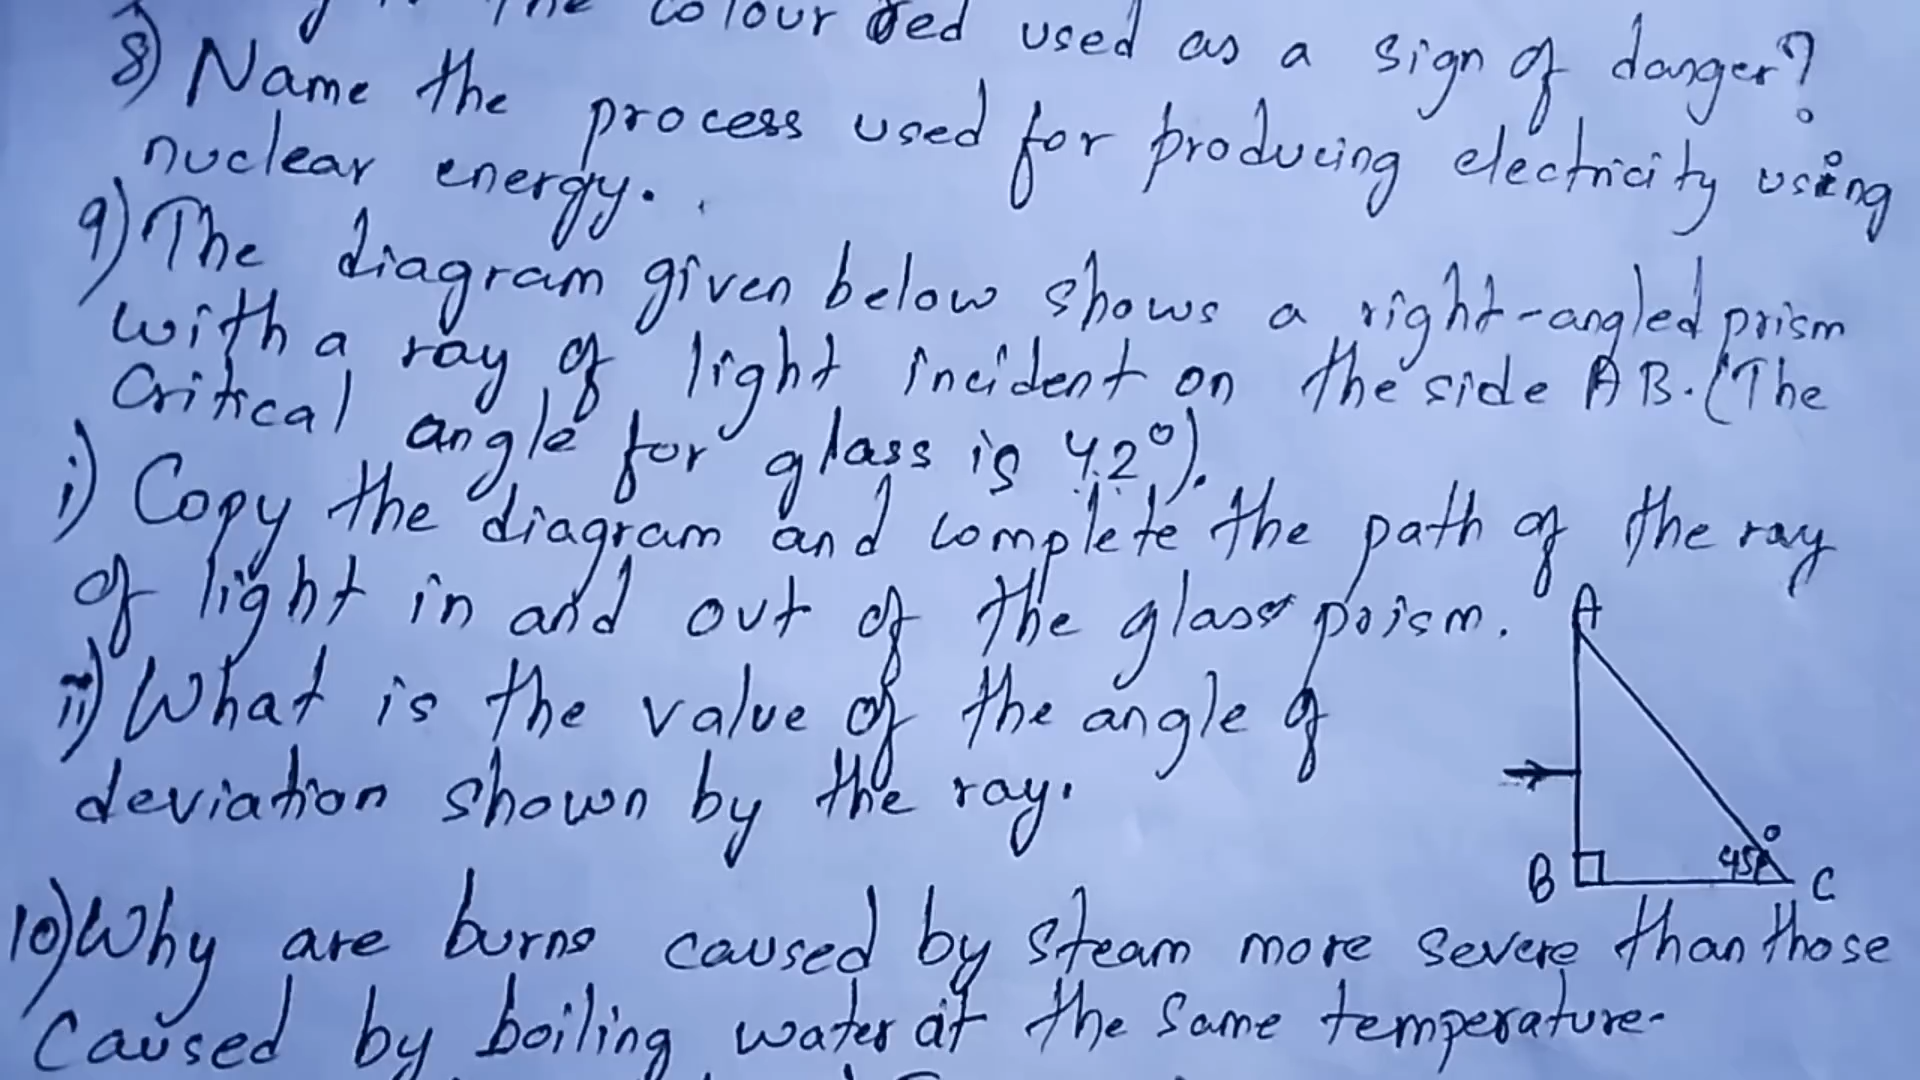 the colour red used as a sign of danger?
8) Name the process used for producing electricity using
nuclear energy.
9) The diagram given below shows a right-angled prism
with a ray of light incident on the side AB. (The
Critical angle for glass is 42°).
i) Copy the diagram and complete the path of the ray
of light in and out of the glass prism.
ii) What is the value of the angle of
deviation shown by the ray.
A
B
45°
C
10) Why are burns caused by steam more severe than those
caused by boiling water at the same temperature.